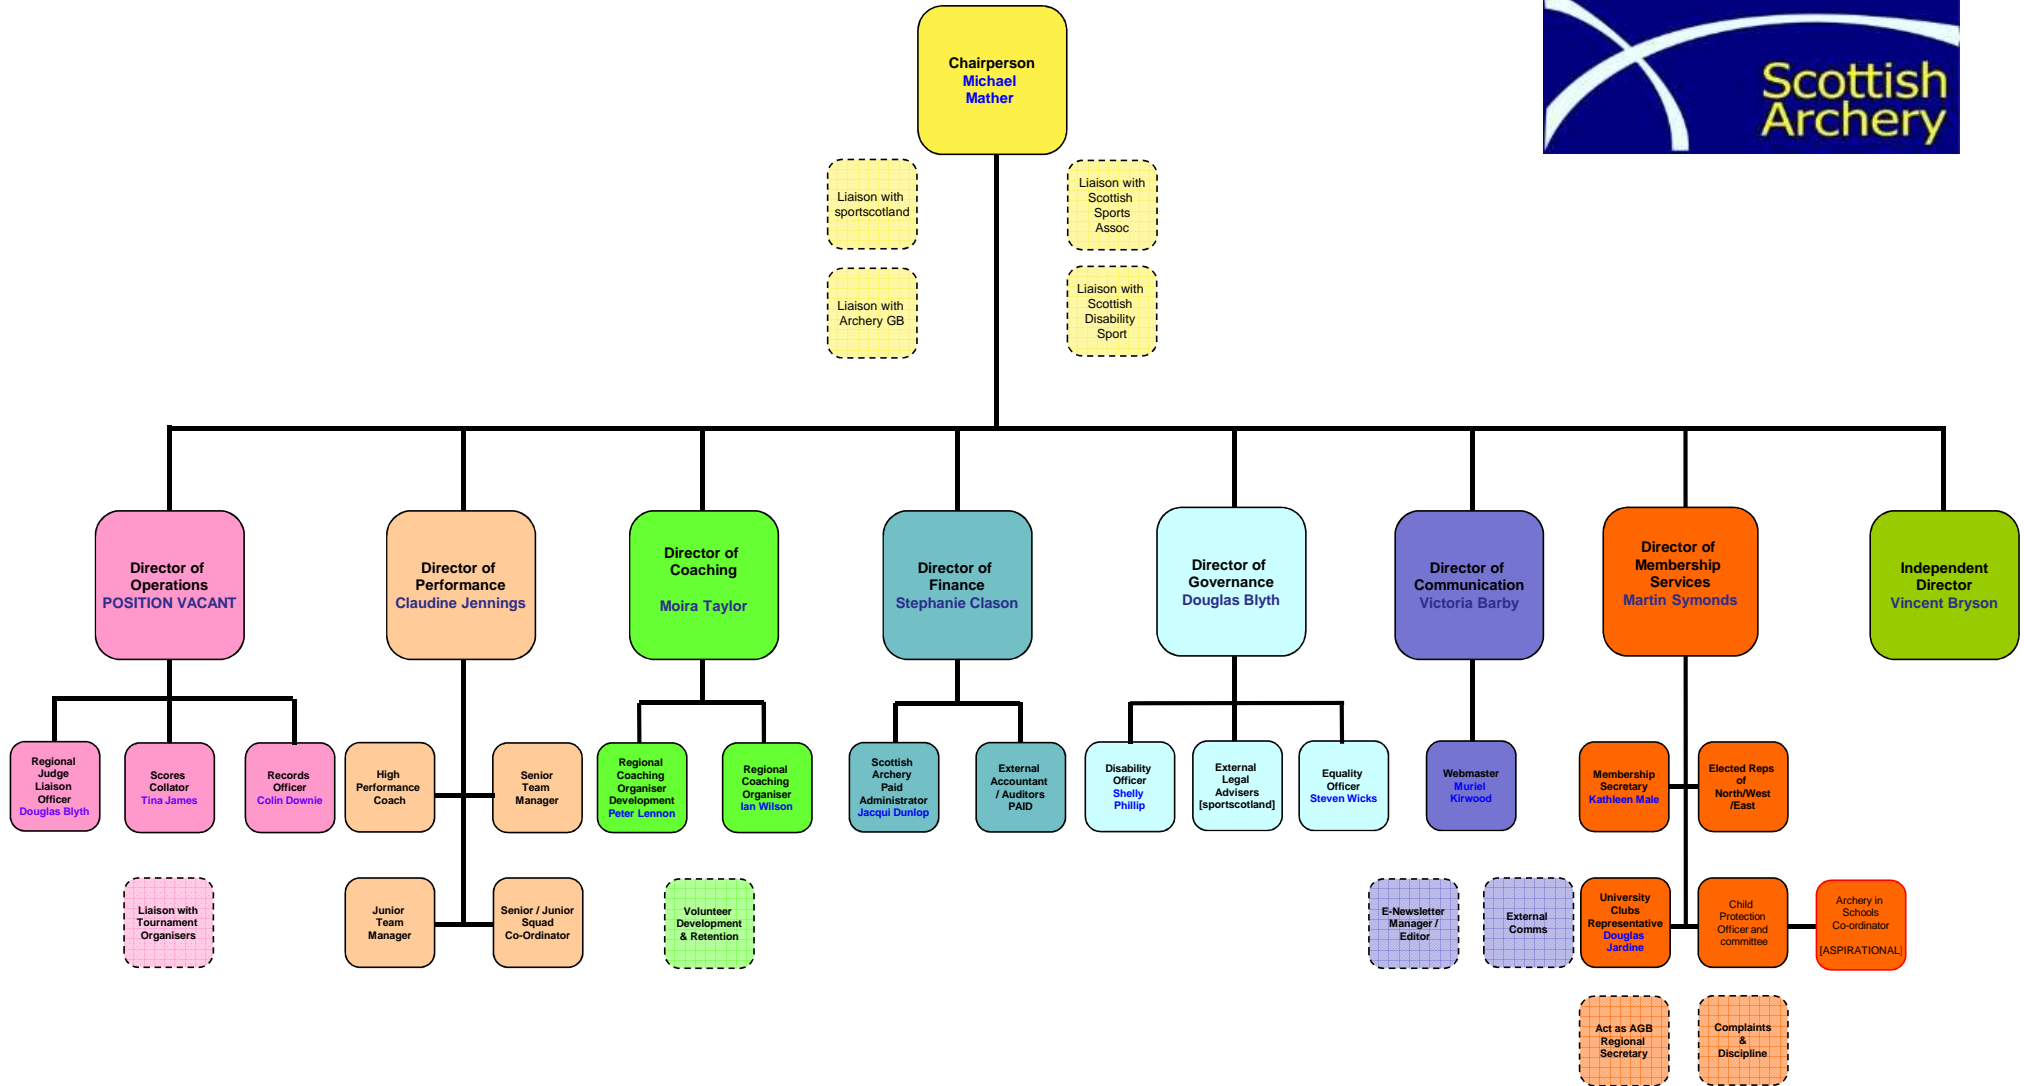 Scottish
Archery
Chairperson
Michael
Mather
Liaison with
sportscotland
Liaison with
Scottish
Sports
Assoc
Liaison with
Archery GB
Liaison with
Scottish
Disability
Sport
Director of
Operations
POSITION VACANT
Director of
Performance
Claudine Jennings
Director of
Coaching
Moira Taylor
Director of
Finance
Stephanie Clason
Director of
Governance
Douglas Blyth
Director of
Communication
Victoria Barby
Director of
Membership
Services
Martin Symonds
Independent
Director
Vincent Bryson
Regional
Judge
Liaison
Officer
Douglas Blyth
Scores
Collator
Tina James
Records
Officer
Colin Downie
High
Performance
Coach
Senior
Team
Manager
Regional
Coaching
Organiser
Development
Peter Lennon
Regional
Coaching
Organiser
Ian Wilson
Scottish
Archery
Paid
Administrator
Jacqui Dunlop
External
Accountant
/ Auditors
PAID
Disability
Officer
Shelly
Phillip
External
Legal
Advisers
[sportscotland]
Equality
Officer
Steven Wicks
Webmaster
Muriel
Kirwood
Membership
Secretary
Kathleen Male
Elected Reps
of
North/West
/East
Liaison with
Tournament
Organisers
Junior
Team
Manager
Senior / Junior
Squad
Co-Ordinator
Volunteer
Development
& Retention
E-Newsletter
Manager /
Editor
External
Comms
University
Clubs
Representative
Douglas
Jardine
Child
Protection
Officer and
committee
Archery in
Schools
Co-ordinator
[ASPIRATIONAL]
Act as AGB
Regional
Secretary
Complaints
&
Discipline